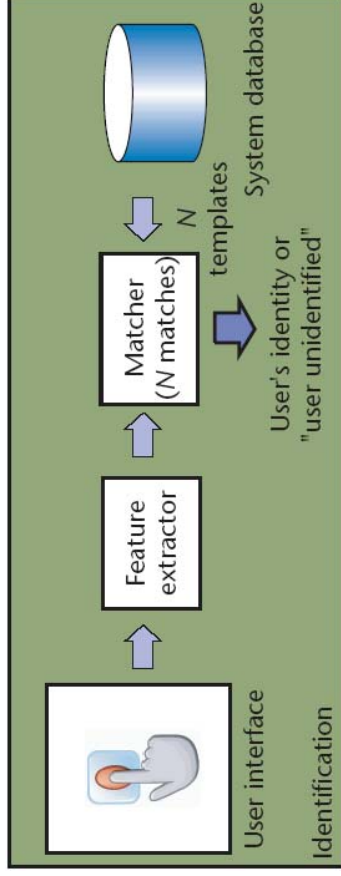 User interface
Feature
extractor
Matcher
(N matches)
N
templates
System database
User's identity or
"user unidentified"
Identification